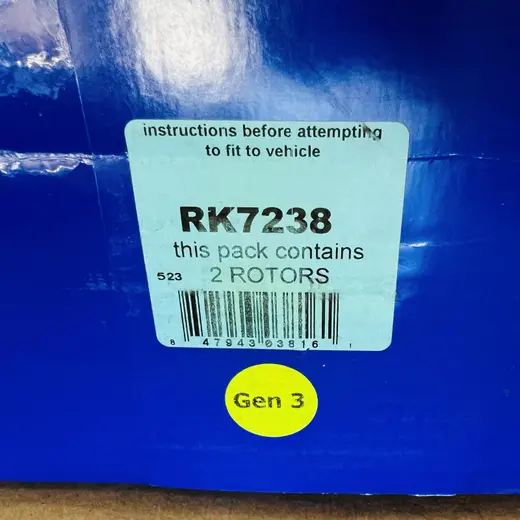 instructions before attempting
to fit to vehicle
RK7238
this pack contains
523 2 ROTORS
8 47943 03816 1
Gen 3